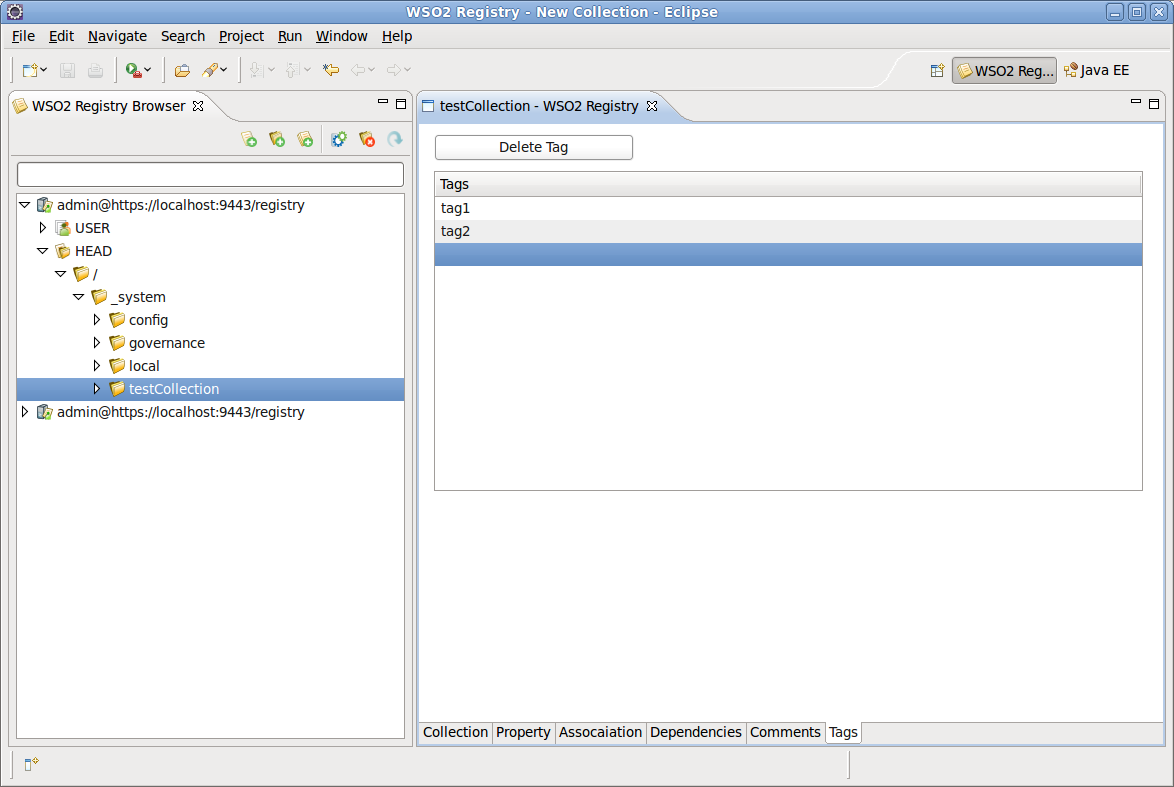 WSO2 Registry - New Collection - Eclipse
File Edit Navigate Search Project Run Window Help
WSO2 Reg... Java EE
WSO2 Registry Browser
admin@https://localhost:9443/registry
USER
HEAD
/
_system
config
governance
local
testCollection
admin@https://localhost:9443/registry
testCollection - WSO2 Registry
Delete Tag
Tags
tag1
tag2
Collection Property Assocaiation Dependencies Comments Tags